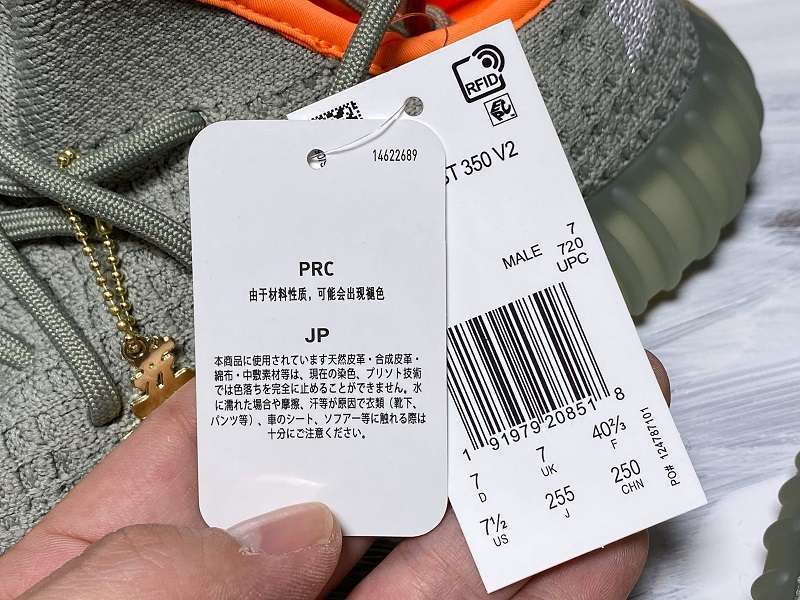 14622689
PRC
由于材料性质，可能会出现褪色
JP
本商品に使用されています天然皮革・合成皮革・
綿布・中敷素材等は、現在の染色、プリソト技術
では色落ちを完全に止めることができません。水
に濡れた場合や摩擦、汗等が原因で衣類（靴下、
パンツ等）、車のシート、ソフアー等に触れる際は
十分にご注意ください。
RFID
ST 350 V2
MALE
7
720
UPC
1 91979 20851 8
7
D
7
UK
40⅔
F
7½
US
255
J
250
CHN
PO# 124787101